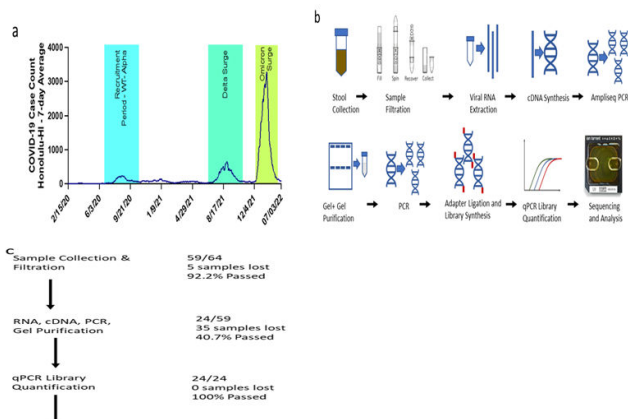 a
COVID-19 Case Count
Honolulu-HI - 7-day Average
4000
3000
2000
1000
0
Recruitment
Period - WT- Alpha
Delta Surge
Omicron
Surge
2/15/20
6/3/20
9/21/20
1/9/21
4/29/21
8/17/21
12/4/21
07/03/22
b
Fill
Spin
Recover
Collect
Stool
Collection
Sample
Filtration
Viral RNA
Extraction
cDNA Synthesis
Ampliseq PCR
Gel+ Gel
Purification
PCR
Adapter Ligation and
Library Synthesis
qPCR Library
Quantification
Sequencing
and Analysis
C
Sample Collection &
Filtration
59/64
5 samples lost
92.2% Passed
RNA, cDNA, PCR,
Gel Purification
24/59
35 samples lost
40.7% Passed
qPCR Library
Quantification
24/24
0 samples lost
100% Passed